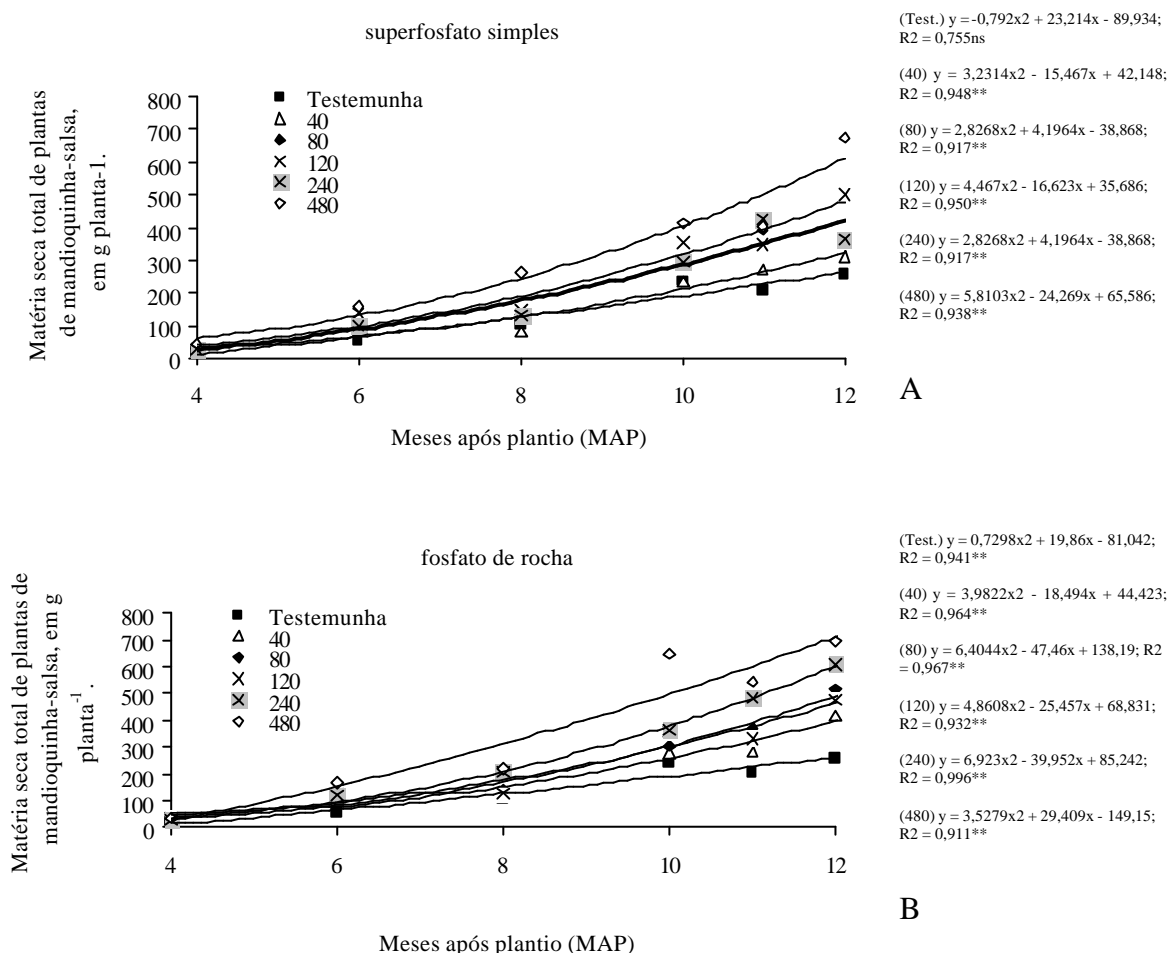 superfosfato simples
Matéria seca total de plantas
de mandioquinha-salsa,
em g planta-1.
800
700
600
500
400
300
200
100
0
Testemunha
40
80
120
240
480
4
6
8
10
12
Meses após plantio (MAP)
(Test.) y =-0,792x2 + 23,214x - 89,934;
R2 = 0,755ns
(40) y = 3,2314x2 - 15,467x + 42,148;
R2 = 0,948**
(80) y = 2,8268x2 + 4,1964x - 38,868;
R2 = 0,917**
(120) y = 4,467x2 - 16,623x + 35,686;
R2 = 0,950**
(240) y = 2,8268x2 + 4,1964x - 38,868;
R2 = 0,917**
(480) y = 5,8103x2 - 24,269x + 65,586;
R2 = 0,938**
A
fosfato de rocha
Matéria seca total de plantas de
mandioquinha-salsa, em g
planta-1.
800
700
600
500
400
300
200
100
0
Testemunha
40
80
120
240
480
4
6
8
10
12
Meses após plantio (MAP)
(Test.) y = 0,7298x2 + 19,86x - 81,042;
R2 = 0,941**
(40) y = 3,9822x2 - 18,494x + 44,423;
R2 = 0,964**
(80) y = 6,4044x2 - 47,46x + 138,19; R2
= 0,967**
(120) y = 4,8608x2 - 25,457x + 68,831;
R2 = 0,932**
(240) y = 6,923x2 - 39,952x + 85,242;
R2 = 0,996**
(480) y = 3,5279x2 + 29,409x - 149,15;
R2 = 0,911**
B